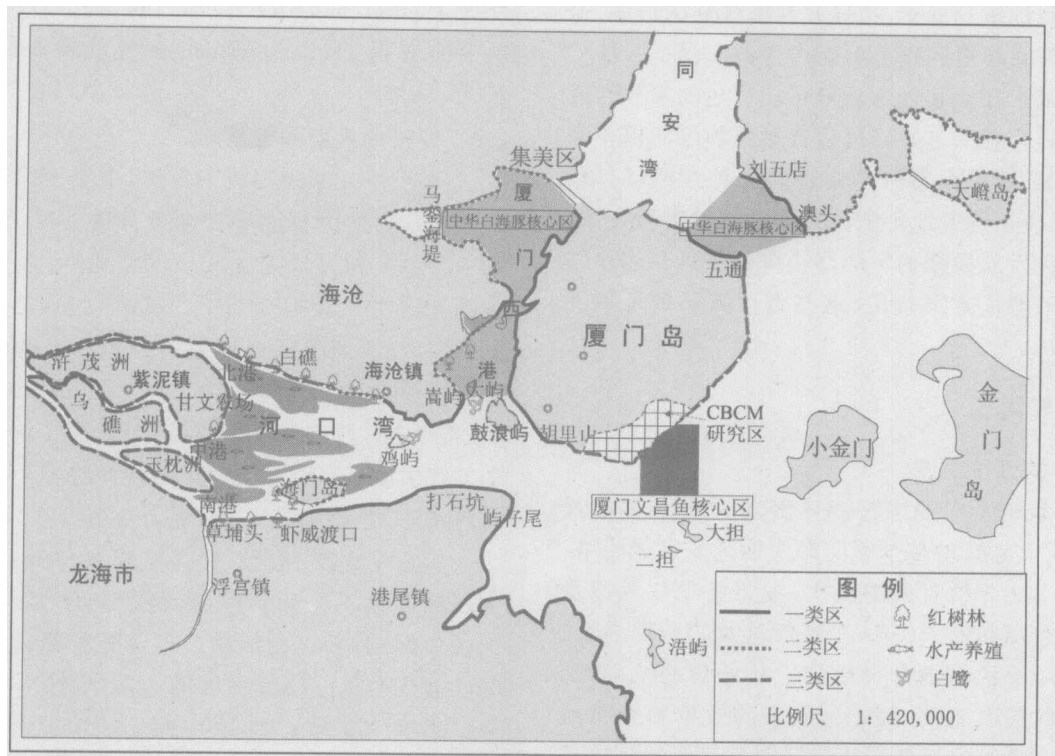 同
安
湾
集美区
刘五店
大嶝岛
马
銮
海
堤
厦
中华白海豚核心区
中华白海豚核心区
澳头
门
五通
海沧
西
厦门岛
浒茂洲
白礁
北港
紫泥镇
海沧镇
港
金
甘文农场
嵩屿
大屿
CBCM
研究区
乌
礁洲
河口湾
鼓浪屿
胡里山
门
中港
鸡屿
小金门
玉枕洲
岛
海门岛
打石坑
南港
屿仔尾
厦门文昌鱼核心区
草埔头
虾威渡口
大担
二担
龙海市
浮宫镇
港尾镇
浯屿
图例
一类区
红树林
二类区
水产养殖
三类区
白鹭
比例尺 1: 420,000